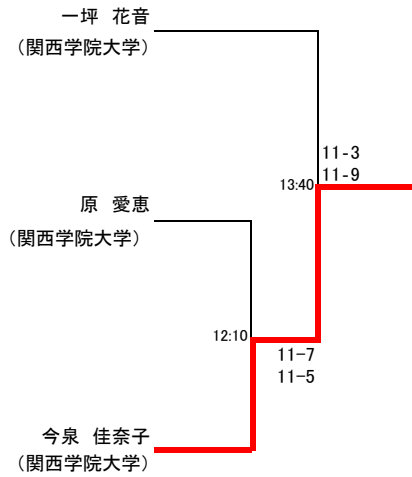 一坪　花音
（関西学院大学）
11-3
13:40
11-9
原　愛恵
（関西学院大学）
12:10
11-7
11-5
今泉　佳奈子
（関西学院大学）